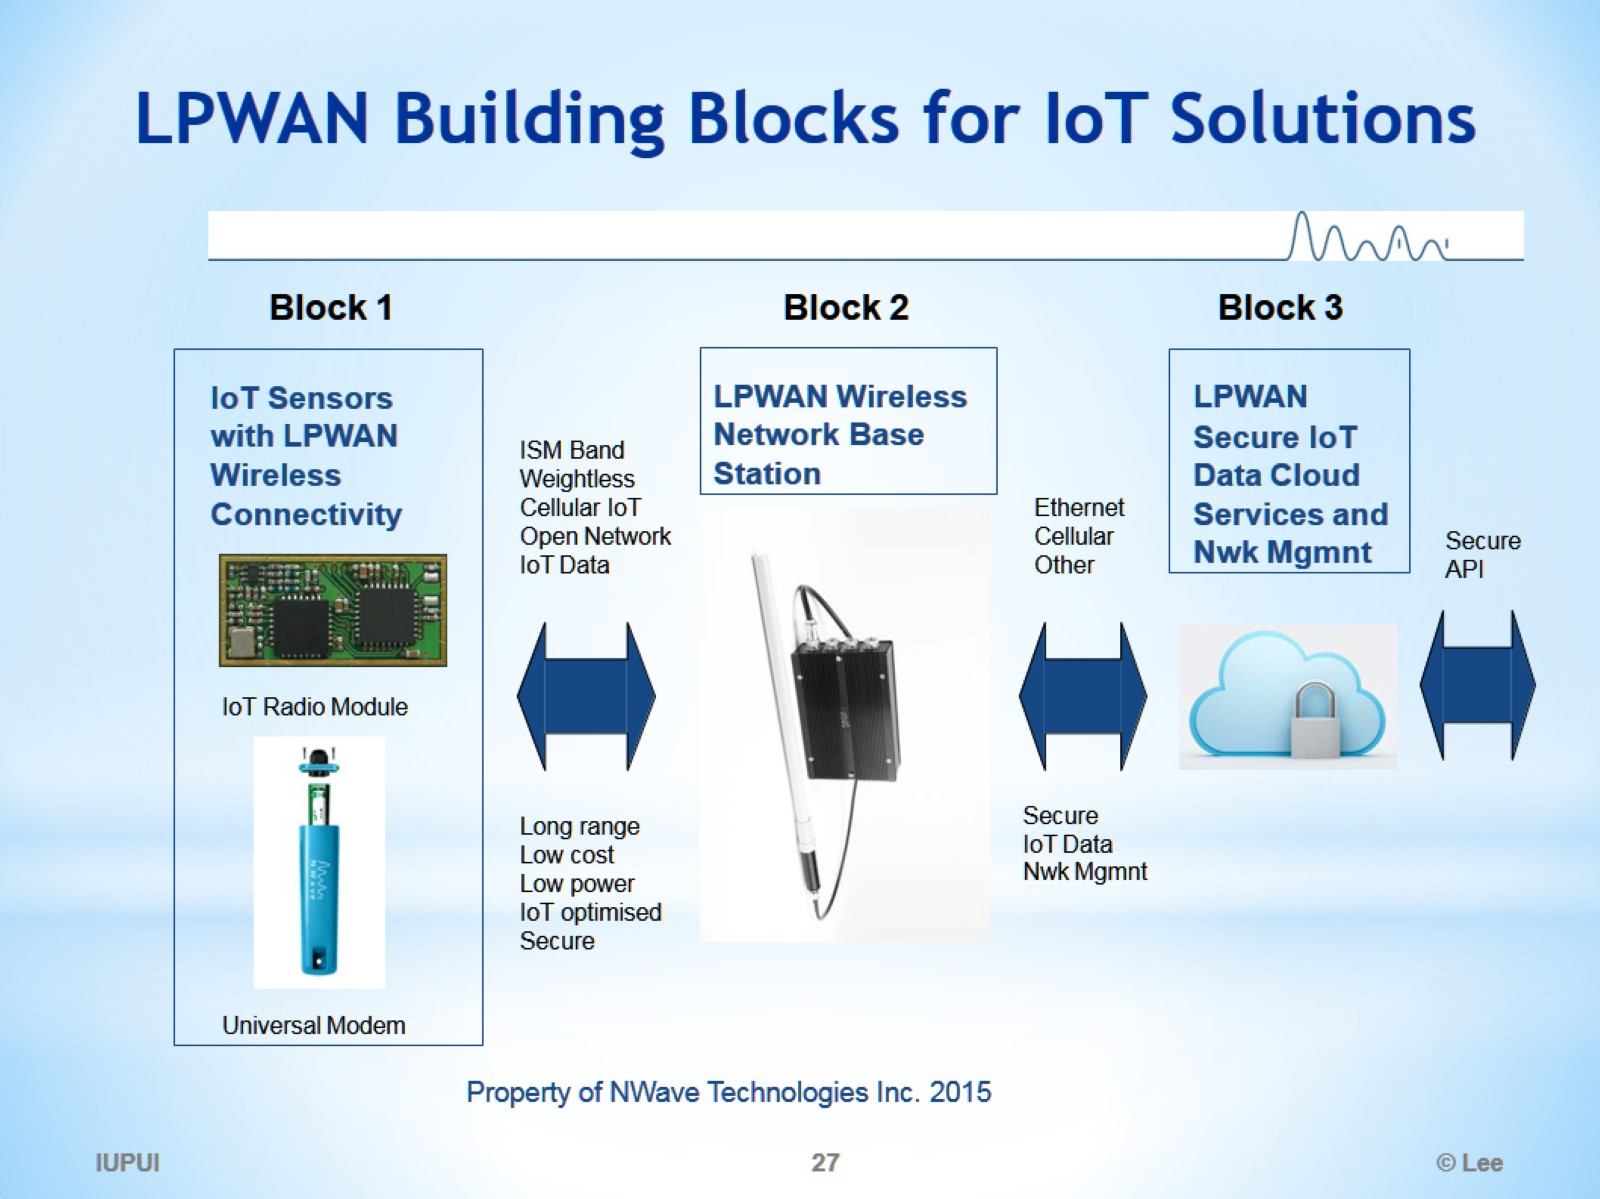 LPWAN Building Blocks for IoT Solutions
Block 1
IoT Sensors
with LPWAN
Wireless
Connectivity
IoT Radio Module
NWave
Universal Modem
ISM Band
Weightless
Cellular IoT
Open Network
IoT Data
Long range
Low cost
Low power
IoT optimised
Secure
Block 2
LPWAN Wireless
Network Base
Station
Ethernet
Cellular
Other
Secure
IoT Data
Nwk Mgmnt
Block 3
LPWAN
Secure IoT
Data Cloud
Services and
Nwk Mgmnt
Secure
API
Property of NWave Technologies Inc. 2015
IUPUI
27
© Lee